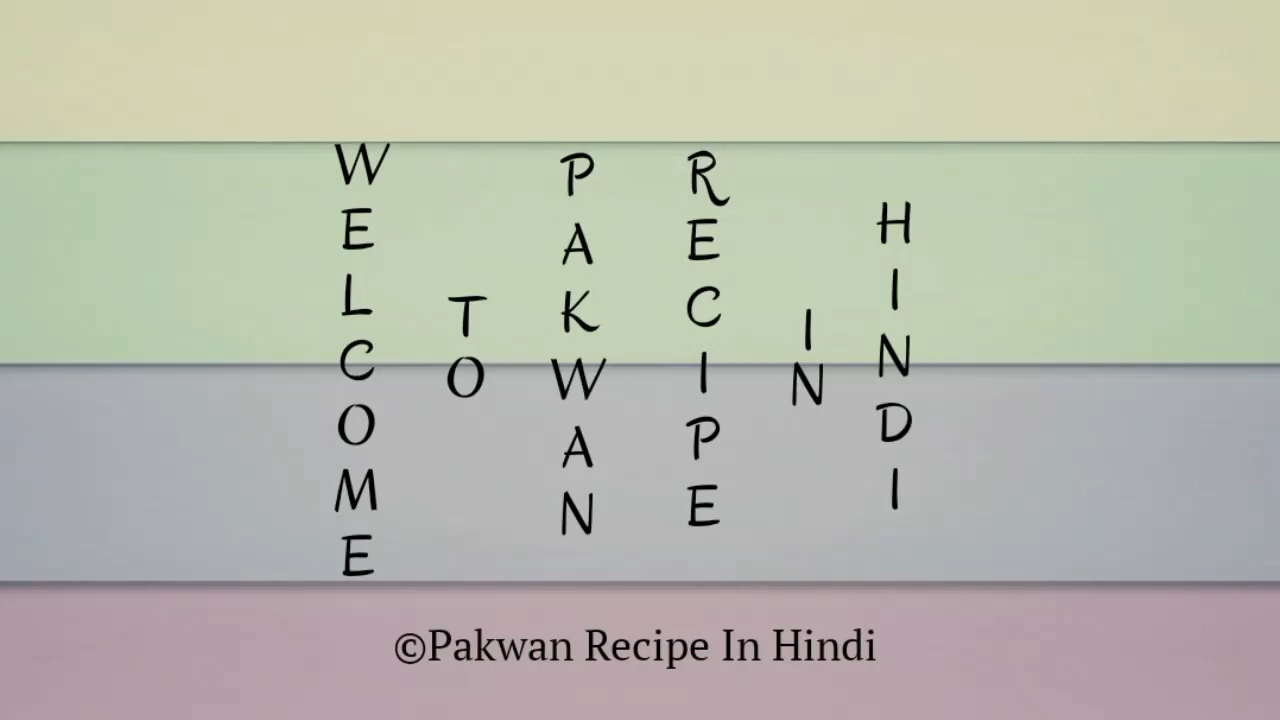 WELCOME
TO
PAKWAN
RECIPE
IN
HINDI
©Pakwan Recipe In Hindi